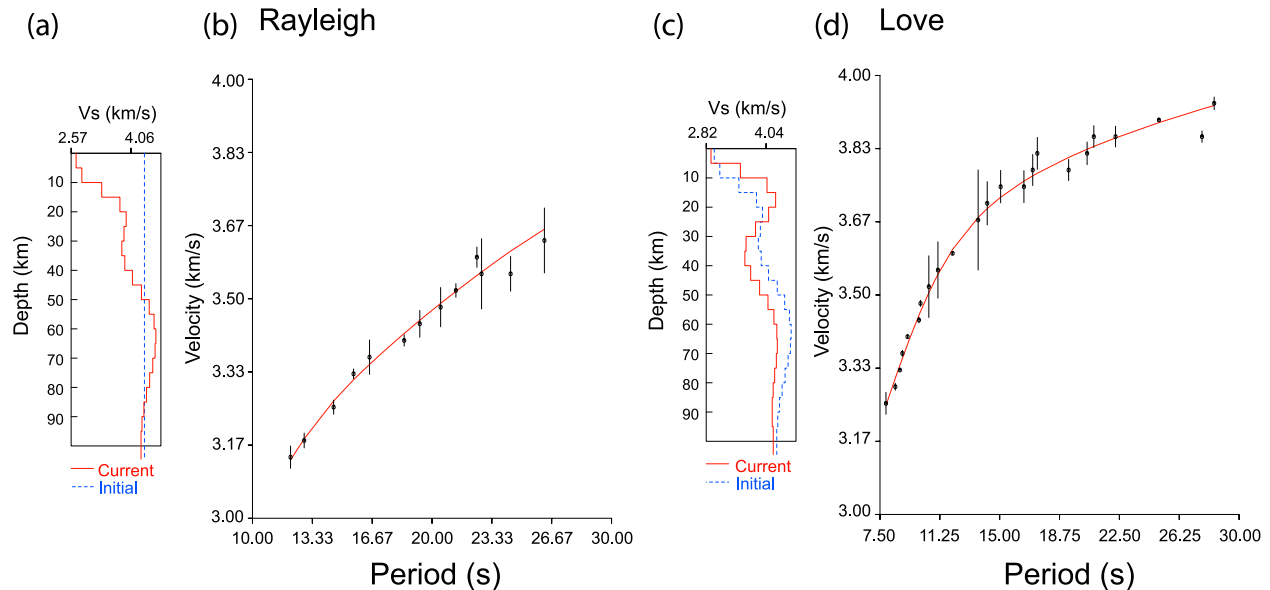 (a)
(b) Rayleigh
(c)
(d) Love
Vs (km/s)
2.57 4.06
10
20
30
40
50
60
70
80
90
Depth (km)
Current
Initial
4.00
3.83
3.67
3.50
3.33
3.17
3.00
Velocity (km/s)
10.00 13.33 16.67 20.00 23.33 26.67 30.00
Period (s)
Vs (km/s)
2.82 4.04
10
20
30
40
50
60
70
80
90
Depth (km)
Current
Initial
4.00
3.83
3.67
3.50
3.33
3.17
3.00
Velocity (km/s)
7.50 11.25 15.00 18.75 22.50 26.25 30.00
Period (s)